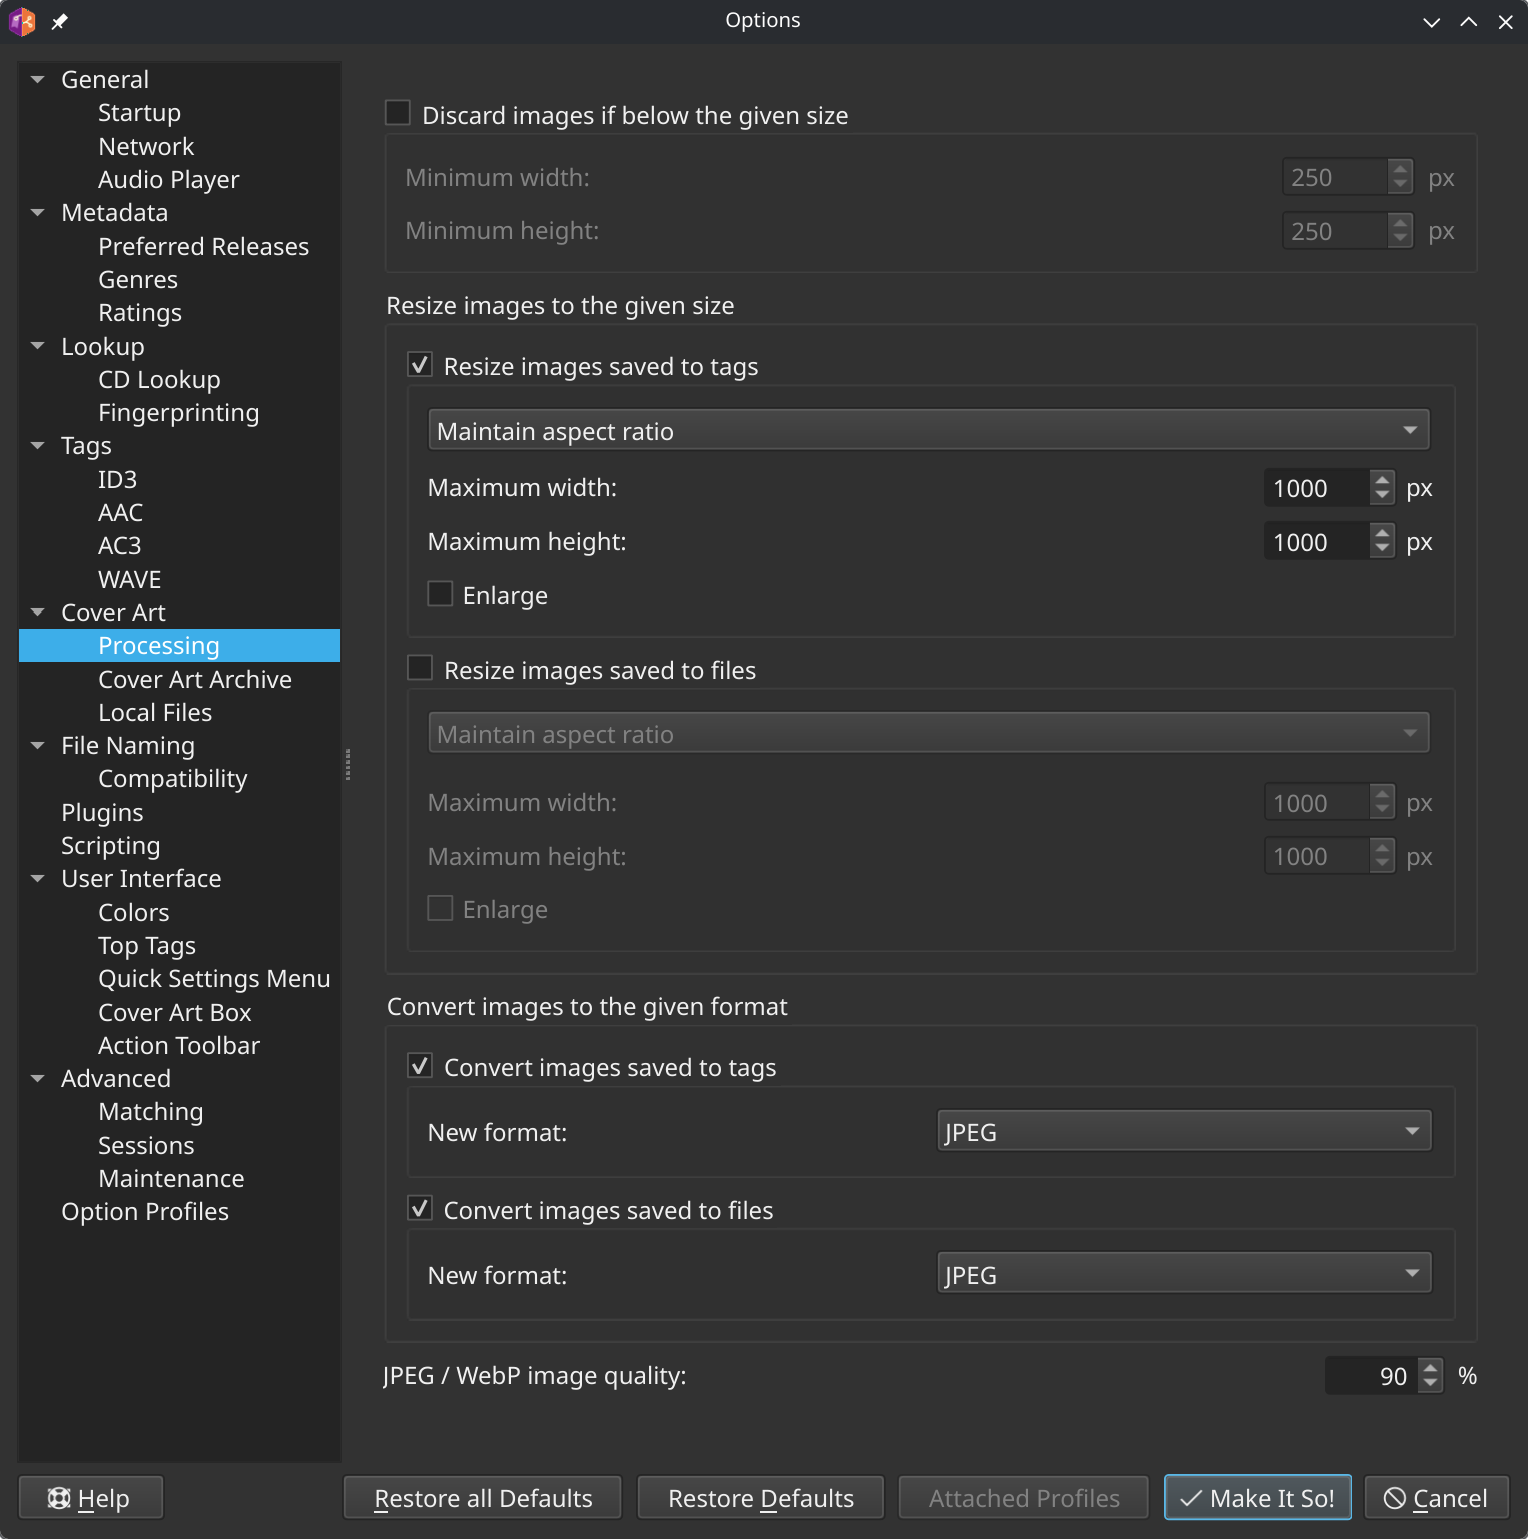 Options
General
Startup
Network
Audio Player
Metadata
Preferred Releases
Genres
Ratings
Lookup
CD Lookup
Fingerprinting
Tags
ID3
AAC
AC3
WAVE
Cover Art
Processing
Cover Art Archive
Local Files
File Naming
Compatibility
Plugins
Scripting
User Interface
Colors
Top Tags
Quick Settings Menu
Cover Art Box
Action Toolbar
Advanced
Matching
Sessions
Maintenance
Option Profiles
Discard images if below the given size
Minimum width: 250 px
Minimum height: 250 px
Resize images to the given size
Resize images saved to tags
Maintain aspect ratio
Maximum width: 1000 px
Maximum height: 1000 px
Enlarge
Resize images saved to files
Maintain aspect ratio
Maximum width: 1000 px
Maximum height: 1000 px
Enlarge
Convert images to the given format
Convert images saved to tags
New format: JPEG
Convert images saved to files
New format: JPEG
JPEG / WebP image quality: 90 %
Help Restore all Defaults Restore Defaults Attached Profiles Make It So! Cancel